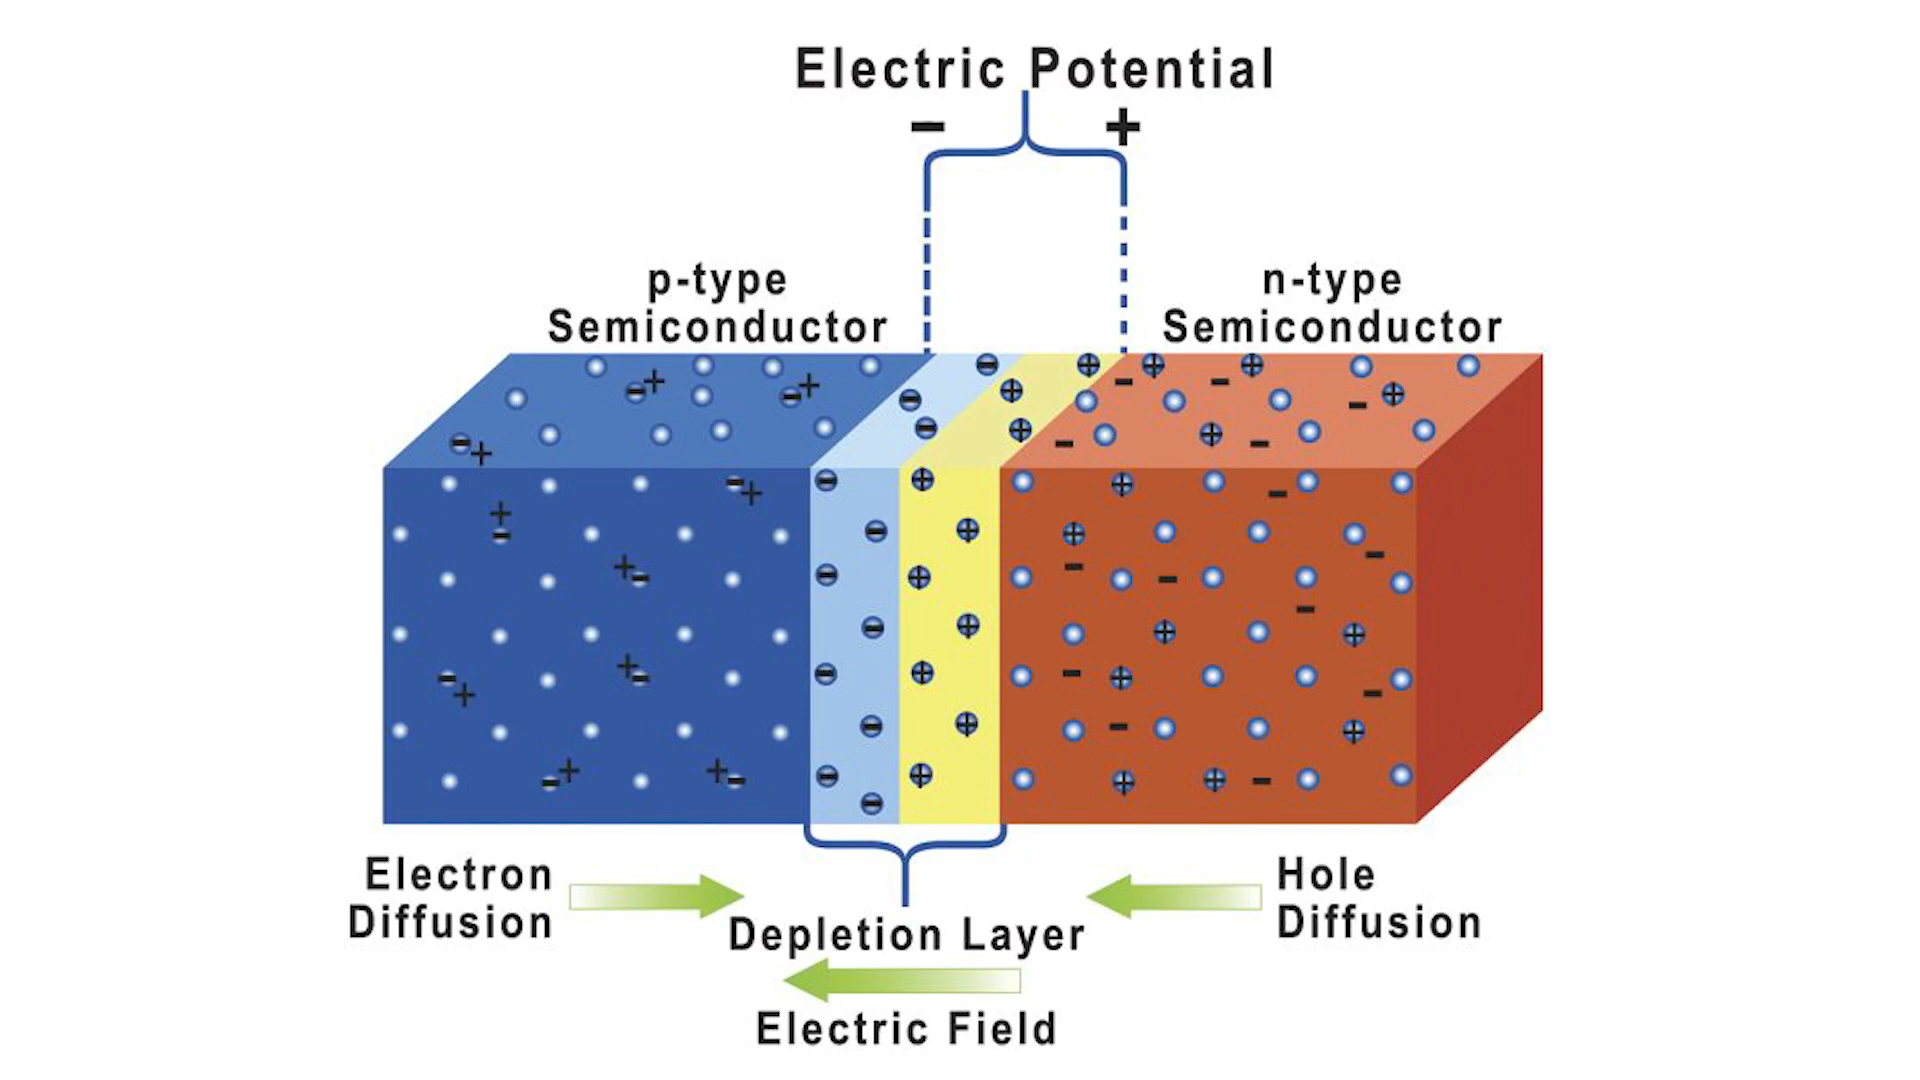 Electric Potential
− +
p-type
Semiconductor
n-type
Semiconductor
Electron
Diffusion
Hole
Diffusion
Depletion Layer
Electric Field